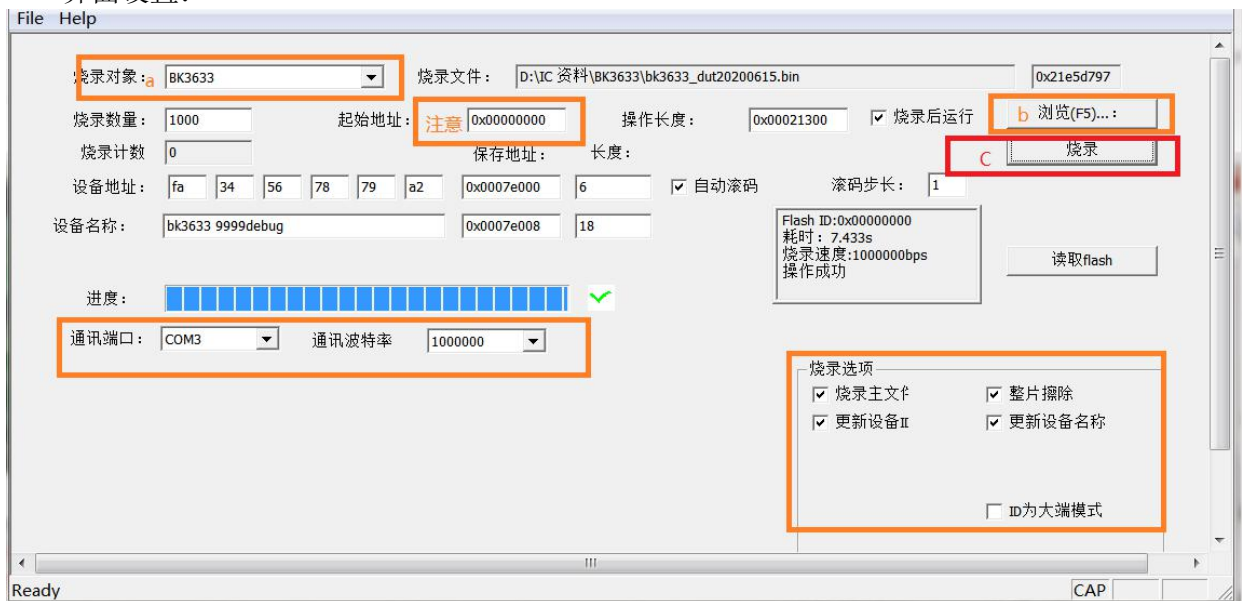 界面设置:
File Help
烧录对象: a BK3633 烧录文件: D:\IC 资料\BK3633\bk3633_dut20200615.bin 0x21e5d797
烧录数量: 1000 起始地址: 注意 0x00000000 操作长度: 0x00021300 烧录后运行 b 浏览(F5)...:
烧录计数 0 保存地址: 长度: C 烧录
设备地址: fa 34 56 78 79 a2 0x0007e000 6 自动滚码 滚码步长: 1
设备名称: bk3633 9999debug 0x0007e008 18
Flash ID:0x00000000
耗时: 7.433s
烧录速度:1000000bps
操作成功
读取flash
进度:
通讯端口: COM3 通讯波特率 1000000
烧录选项
烧录主文 整片擦除
更新设备II 更新设备名称
ID为大端模式
Ready CAP